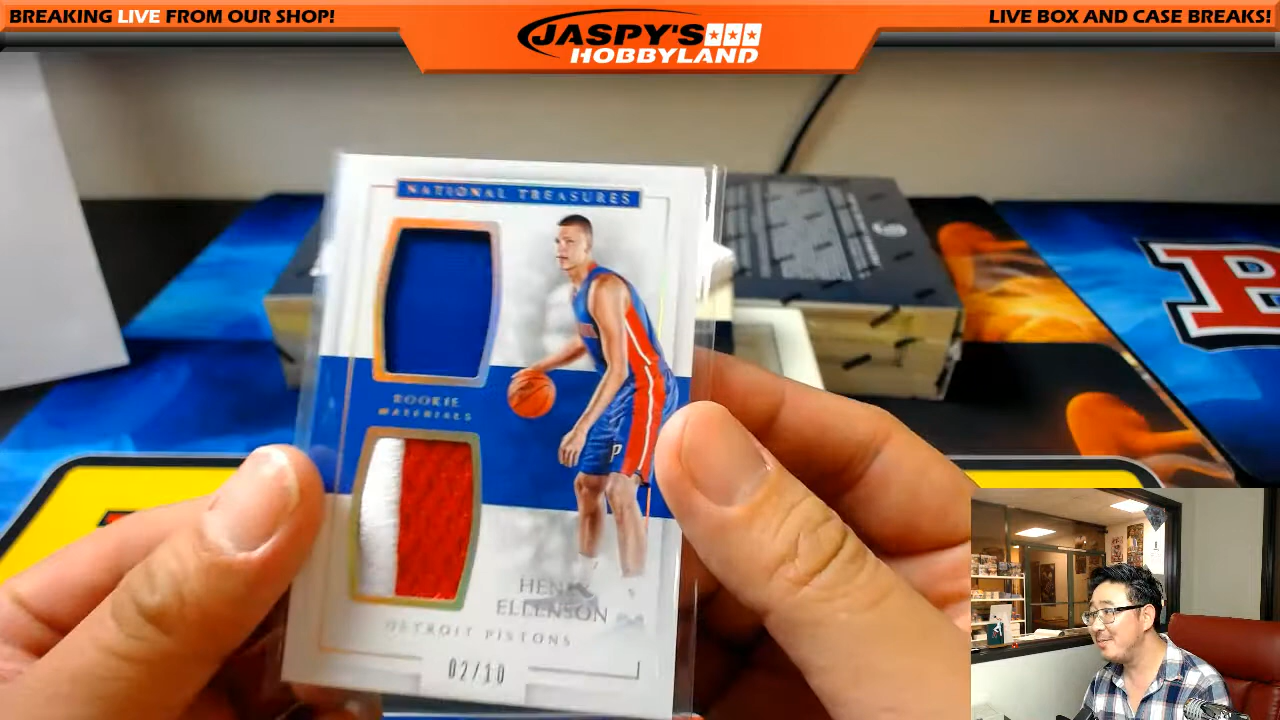 BREAKING LIVE FROM OUR SHOP!
JASPY'S
HOBBYLAND
LIVE BOX AND CASE BREAKS!
NATIONAL TREASURES
ROOKIE
MATERIALS
P
HENRY
ELLENSON
DETROIT PISTONS
02/10